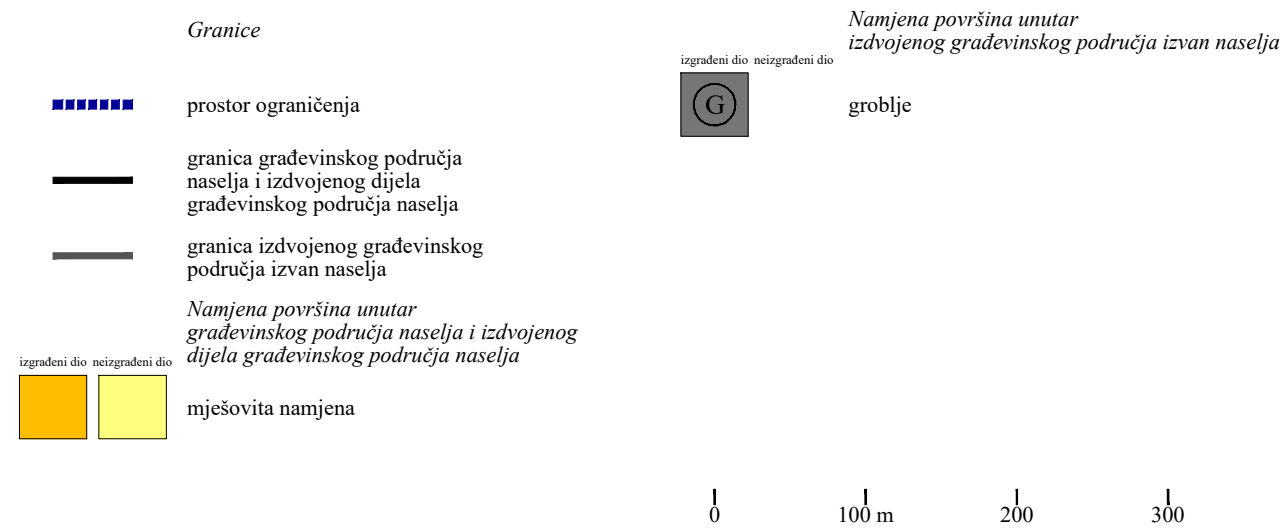 Granice
prostor ograničenja
granica građevinskog područja
naselja i izdvojenog dijela
građevinskog područja naselja
granica izdvojenog građevinskog
područja izvan naselja
Namjena površina unutar
građevinskog područja naselja i izdvojenog
dijela građevinskog područja naselja
izgrađeni dio neizgrađeni dio
mješovita namjena
Namjena površina unutar
izdvojenog građevinskog područja izvan naselja
izgrađeni dio neizgrađeni dio
G
groblje
0 100 m 200 300